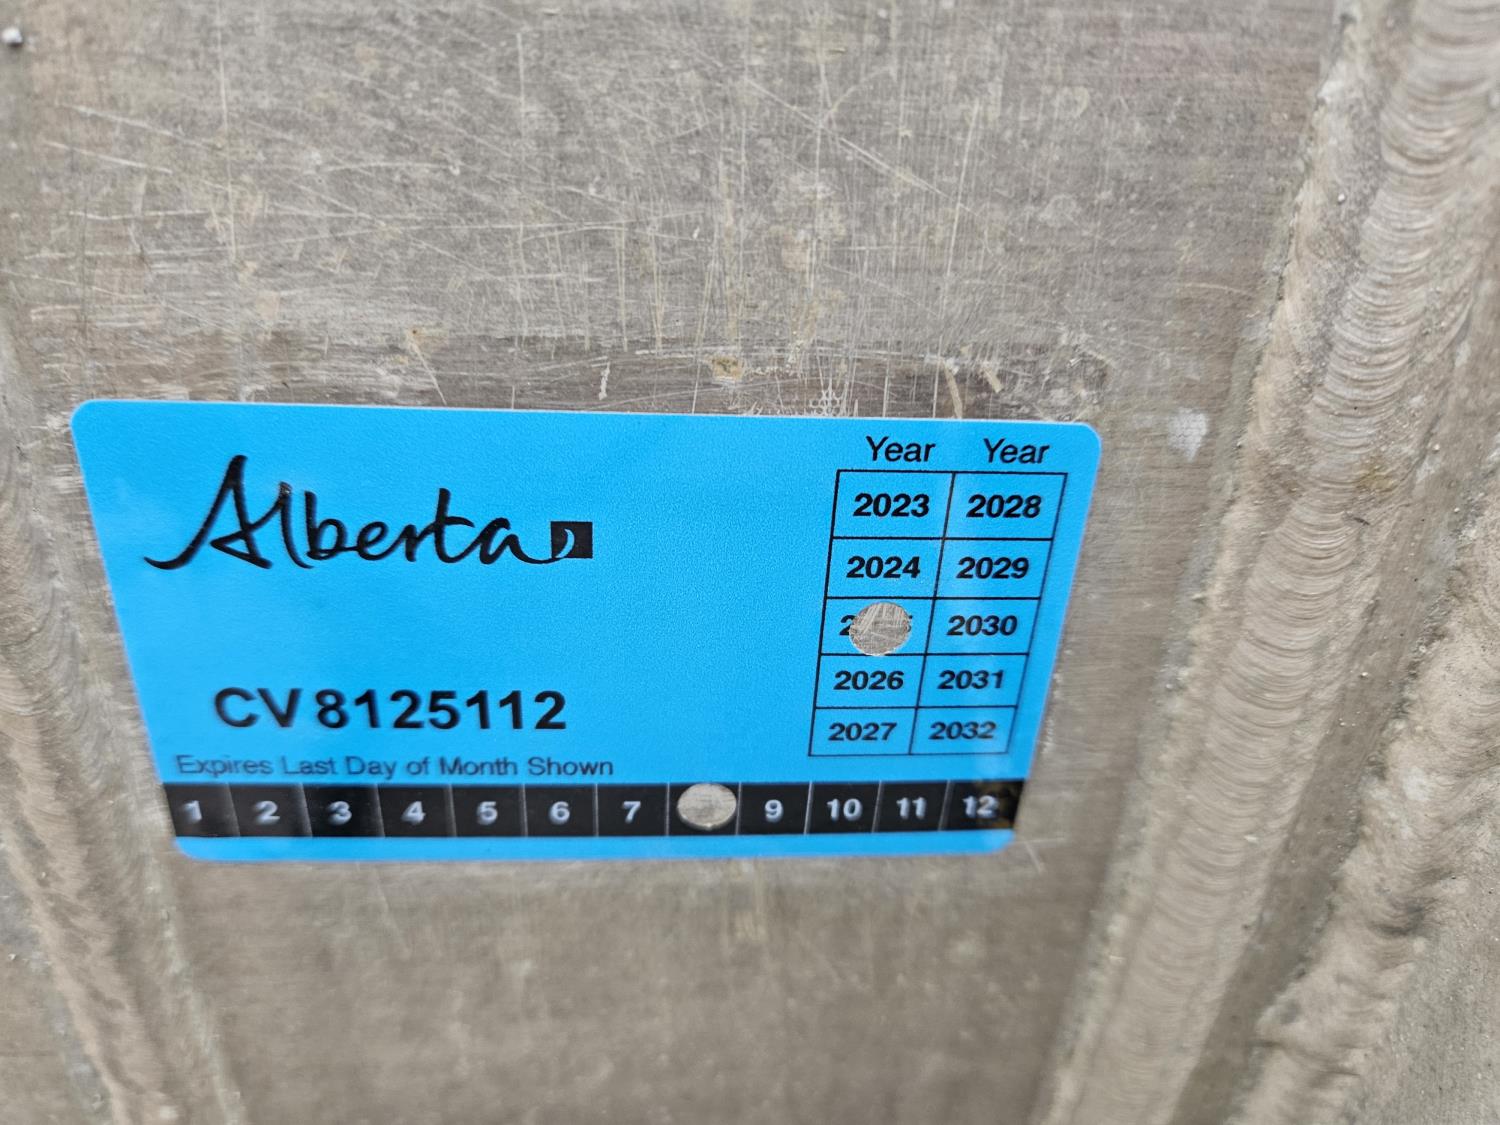 Alberta
Year Year
2023 2028
2024 2029
2030
2026 2031
2027 2032
CV 8125112
Expires Last Day of Month Shown
1 2 3 4 5 6 7 9 10 11 12